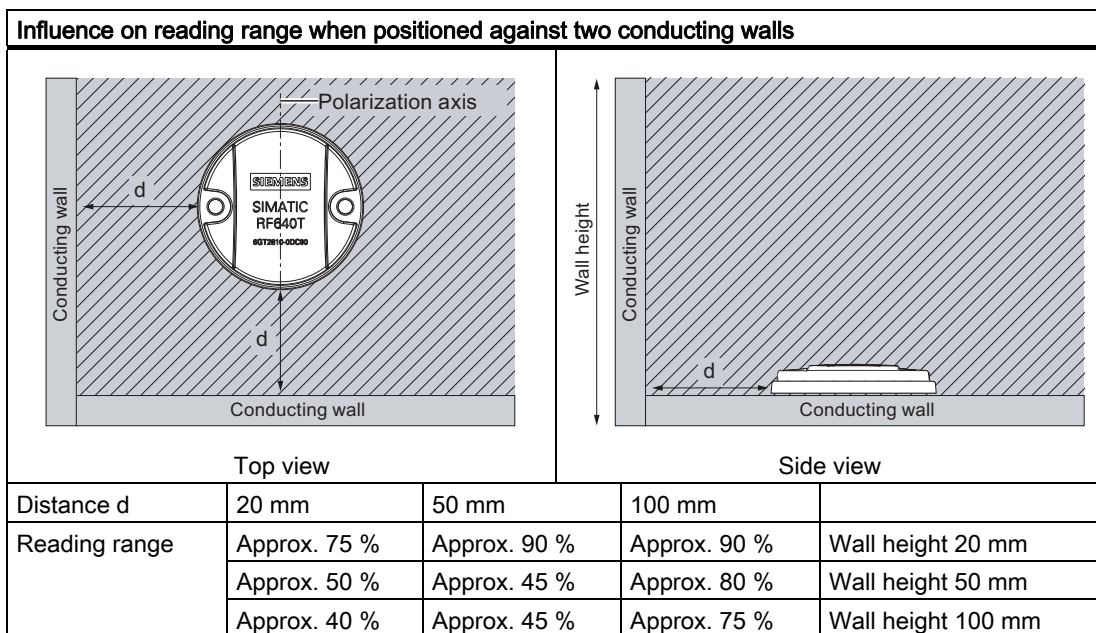 Influence on reading range when positioned against two conducting walls
Polarization axis
d
Conducting wall
SIEMENS
SIMATIC
RF640T
6GT2810-0DC00
d
Conducting wall
Top view
Wall height
Conducting wall
d
Conducting wall
Side view
Distance d 20 mm 50 mm 100 mm
Reading range Approx. 75 % Approx. 90 % Approx. 90 % Wall height 20 mm
Approx. 50 % Approx. 45 % Approx. 80 % Wall height 50 mm
Approx. 40 % Approx. 45 % Approx. 75 % Wall height 100 mm